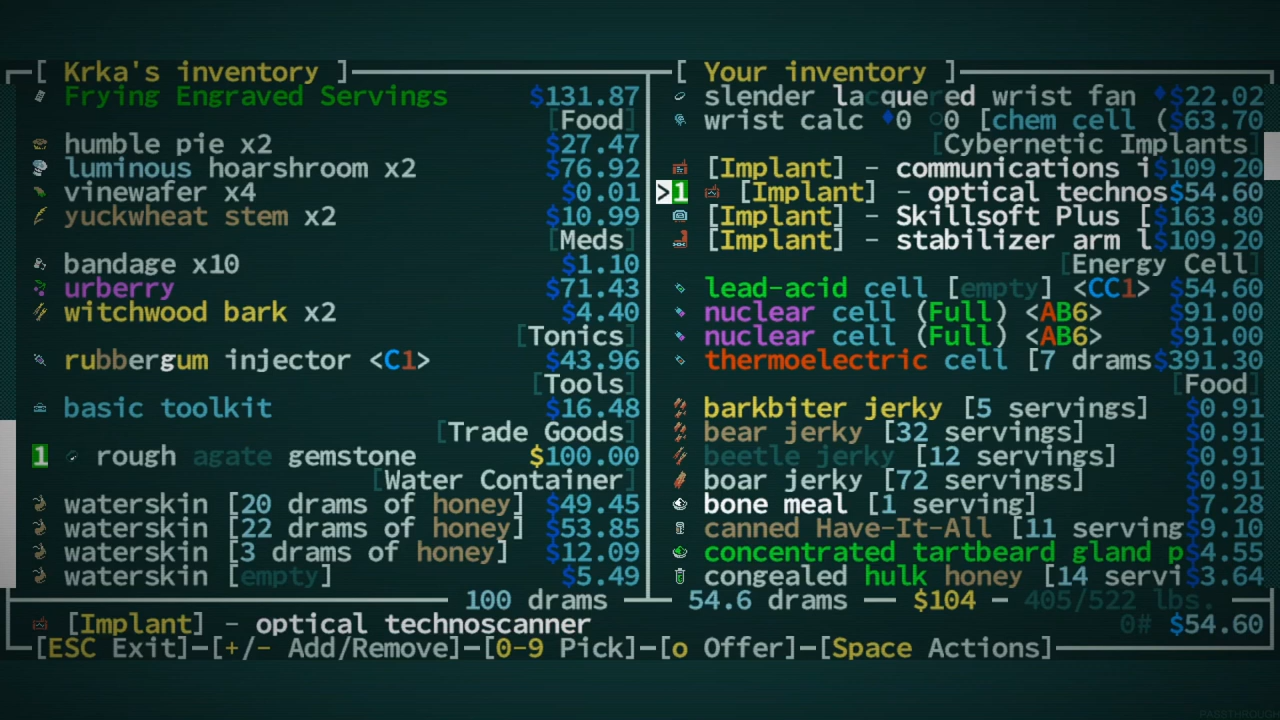 [ Krka's inventory ]
Frying Engraved Servings $131.87
[Food]
humble pie x2 $27.47
luminous hoarshroom x2 $76.92
vinewafer x4 $0.01
yuckwheat stem x2 $10.99
[Meds]
bandage x10 $1.10
urberry $71.43
witchwood bark x2 $4.40
[Tonics]
rubbergum injector <C1> $43.96
[Tools]
basic toolkit $16.48
[Trade Goods]
1 rough agate gemstone $100.00
[Water Container]
waterskin [20 drams of honey] $49.45
waterskin [22 drams of honey] $53.85
waterskin [3 drams of honey] $12.09
waterskin [empty] $5.49
100 drams
[ Your inventory ]
slender lacquered wrist fan ♦$22.02
wrist calc ♦0 ○0 [chem cell ($63.70
[Cybernetic Implants]
[Implant] - communications i$109.20
>1 [Implant] - optical technos$54.60
[Implant] - Skillsoft Plus [$163.80
[Implant] - stabilizer arm l$109.20
[Energy Cell]
lead-acid cell [empty] <CC1> $54.60
nuclear cell (Full) <AB6> $91.00
nuclear cell (Full) <AB6> $91.00
thermoelectric cell [7 drams$391.30
[Food]
barkbiter jerky [5 servings] $0.91
bear jerky [32 servings] $0.91
beetle jerky [12 servings] $0.91
boar jerky [72 servings] $0.91
bone meal [1 serving] $7.28
canned Have-It-All [11 serving$9.10
concentrated tartbeard gland p$4.55
congealed hulk honey [14 servi$3.64
54.6 drams — $104 — 405/522 lbs.
[Implant] - optical technoscanner 0# $54.60
[ESC Exit]-[+/- Add/Remove]-[0-9 Pick]-[o Offer]-[Space Actions]